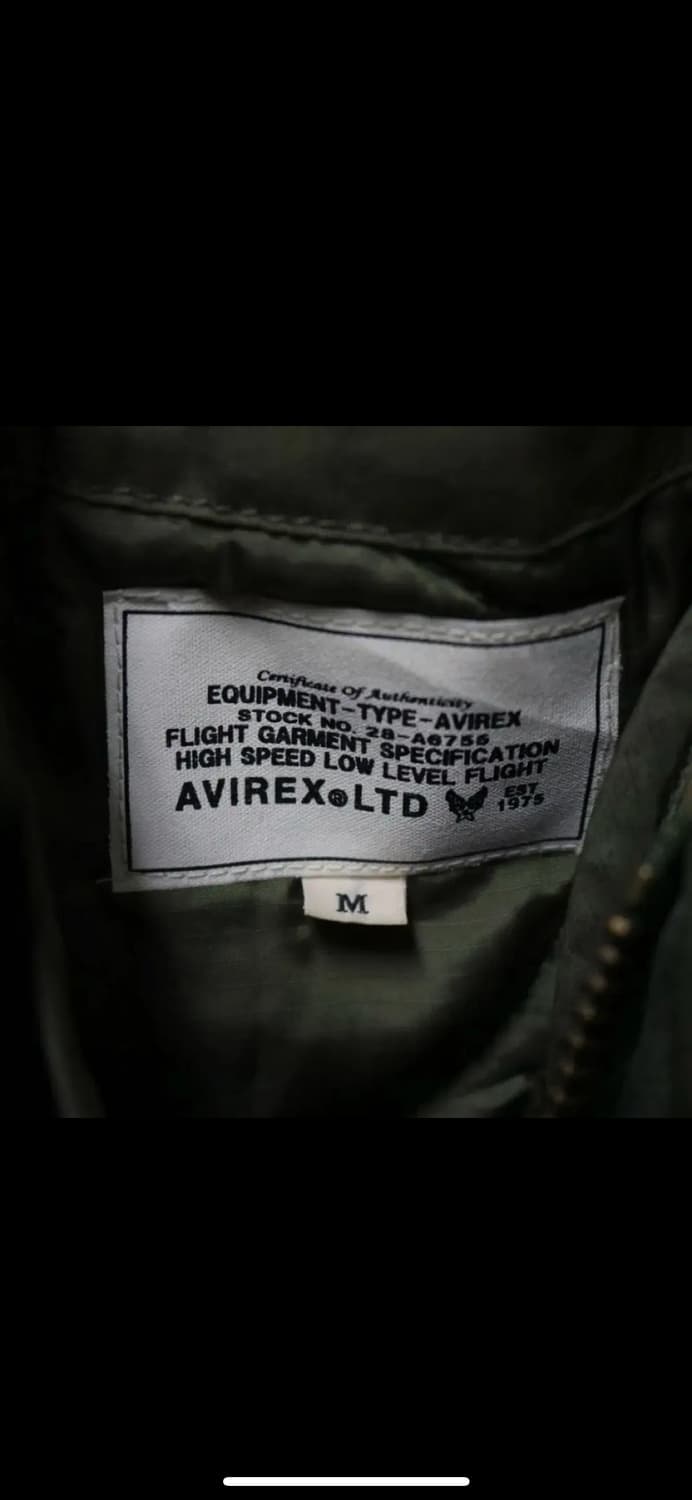 Certificate Of Authenticity
EQUIPMENT-TYPE-AVIREX
STOCK NO. 28-A6756
FLIGHT GARMENT SPECIFICATION
HIGH SPEED LOW LEVEL FLIGHT
AVIREX®LTD EST. 1975
M